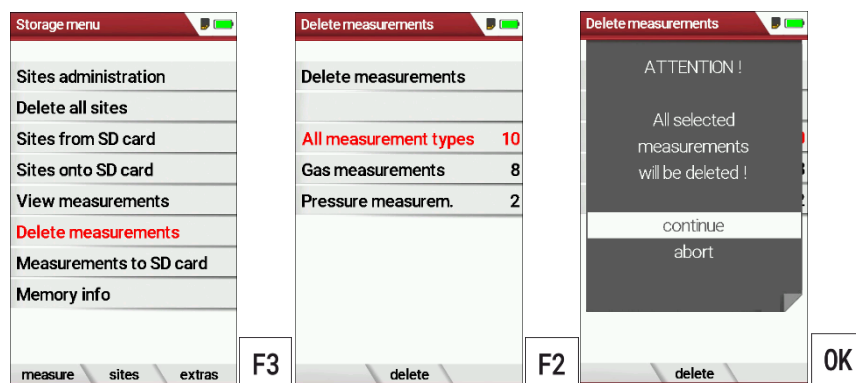 Storage menu
Sites administration
Delete all sites
Sites from SD card
Sites onto SD card
View measurements
Delete measurements
Measurements to SD card
Memory info
measure sites extras
F3
Delete measurements
Delete measurements
All measurement types 10
Gas measurements 8
Pressure measurem. 2
delete
F2
Delete measurements
ATTENTION !
All selected
measurements
will be deleted !
continue
abort
delete
OK